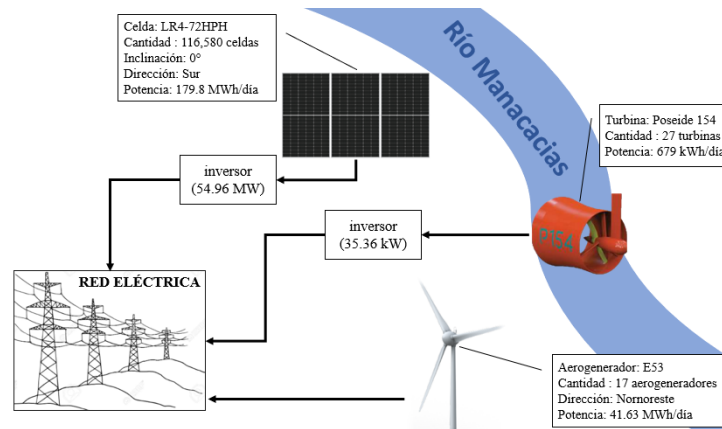 Celda: LR4-72HPH
Cantidad : 116,580 celdas
Inclinación: 0°
Dirección: Sur
Potencia: 179.8 MWh/día
Río Manacacias
Turbina: Poseide 154
Cantidad : 27 turbinas
Potencia: 679 kWh/día
inversor
(54.96 MW)
inversor
(35.36 kW)
P154
RED ELÉCTRICA
Aerogenerador: E53
Cantidad : 17 aerogeneradores
Dirección: Nornoreste
Potencia: 41.63 MWh/día